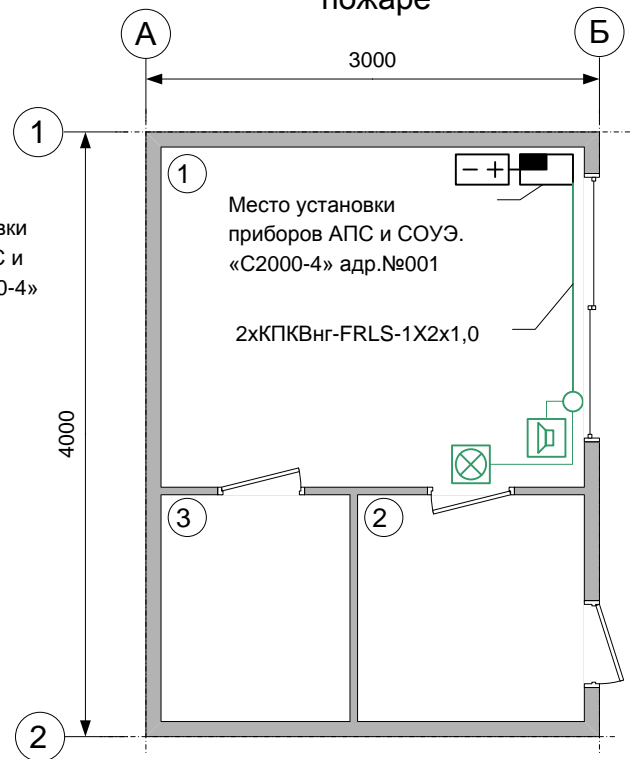 пожаре
А
Б
3000
1
1
Место установки
приборов АПС и СОУЭ.
«С2000-4» адр.№001
2хКПКВнг-FRLS-1Х2х1,0
4000
3
2
2